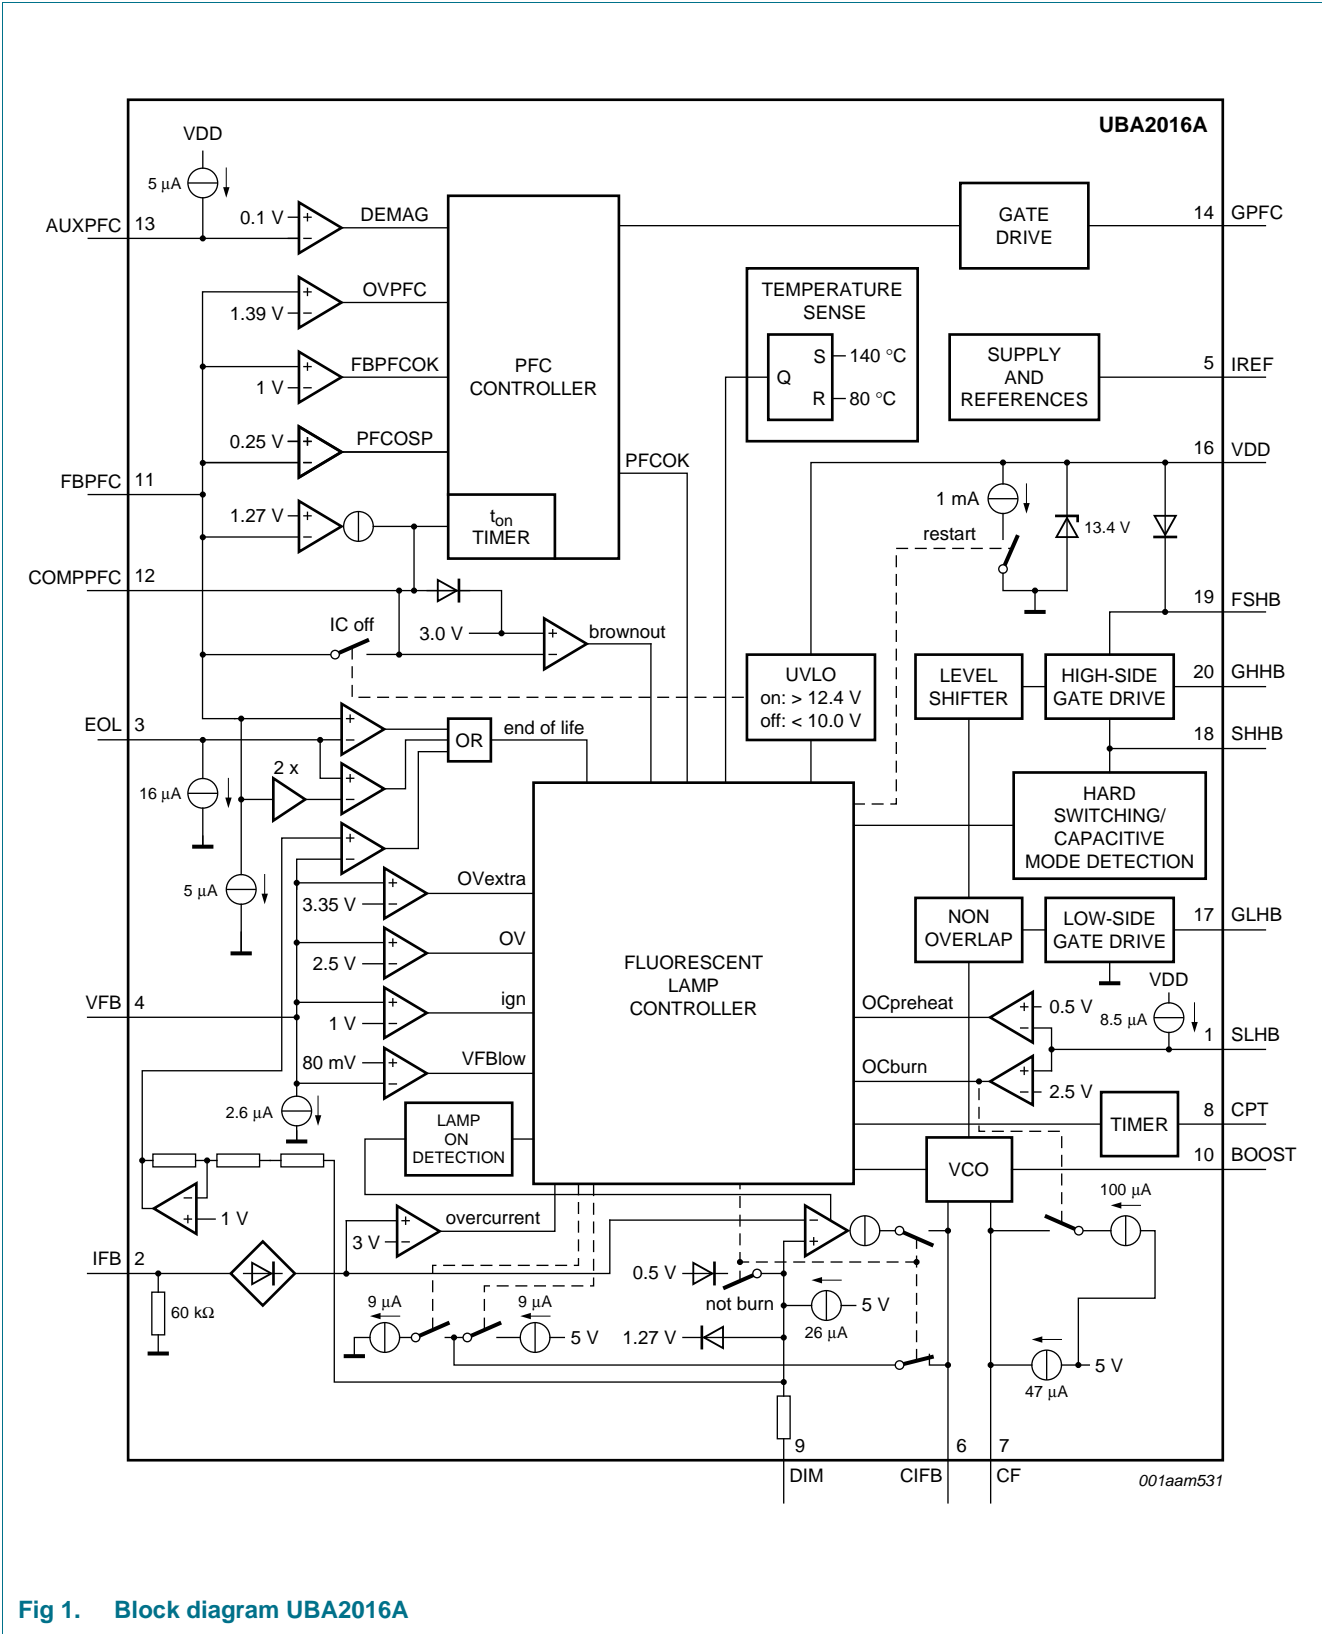 UBA2016A
VDD
5 μA
AUXPFC 13
0.1 V + −
DEMAG
GATE
DRIVE
14 GPFC
OVPFC
+ −
1.39 V
TEMPERATURE
SENSE
S 140 °C
Q
R 80 °C
FBPFCOK
+ −
1 V
PFC
CONTROLLER
SUPPLY
AND
REFERENCES
5 IREF
0.25 V + −
PFCOSP
PFCOK
16 VDD
FBPFC 11
1.27 V + −
ton
TIMER
1 mA
13.4 V
restart
COMPPFC 12
19 FSHB
IC off
3.0 V + −
brownout
UVLO
on: > 12.4 V
off: < 10.0 V
LEVEL
SHIFTER
HIGH-SIDE
GATE DRIVE
20 GHHB
EOL 3
+ −
OR
end of life
18 SHHB
2 x
+ −
16 μA
HARD
SWITCHING/
CAPACITIVE
MODE DETECTION
+ −
5 μA
OVextra
+ −
3.35 V
NON
OVERLAP
LOW-SIDE
GATE DRIVE
17 GLHB
OV
+ −
2.5 V
FLUORESCENT
LAMP
CONTROLLER
VDD
VFB 4
ign
+ −
1 V
OCpreheat
+ −
0.5 V
8.5 μA
1 SLHB
80 mV + −
VFBlow
OCburn
+ −
2.5 V
2.6 μA
LAMP
ON
DETECTION
TIMER
8 CPT
VCO
10 BOOST
− +
1 V
overcurrent
+ −
3 V
− +
100 μA
IFB 2
60 kΩ
0.5 V
not burn
9 μA
9 μA
5 V
26 μA
5 V
1.27 V
47 μA
5 V
9
6
7
DIM
CIFB
CF
001aam531
Fig 1. Block diagram UBA2016A